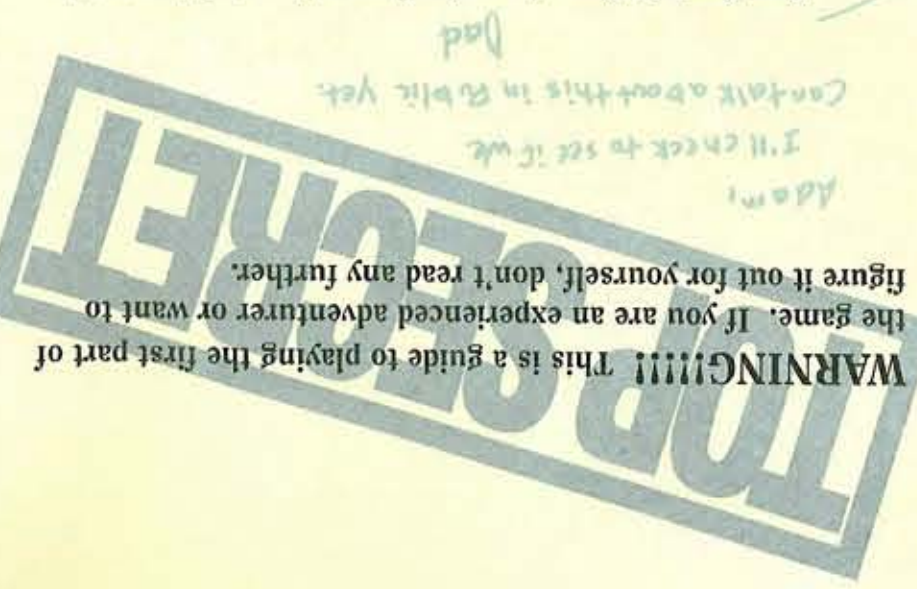 TOP SECRET
WARNING!!!!! This is a guide to playing the first part of
the game. If you are an experienced adventurer or want to
figure it out for yourself, don't read any further.
Adam,
I'll check to see if we
Can talk about this in Public yet.
Dad